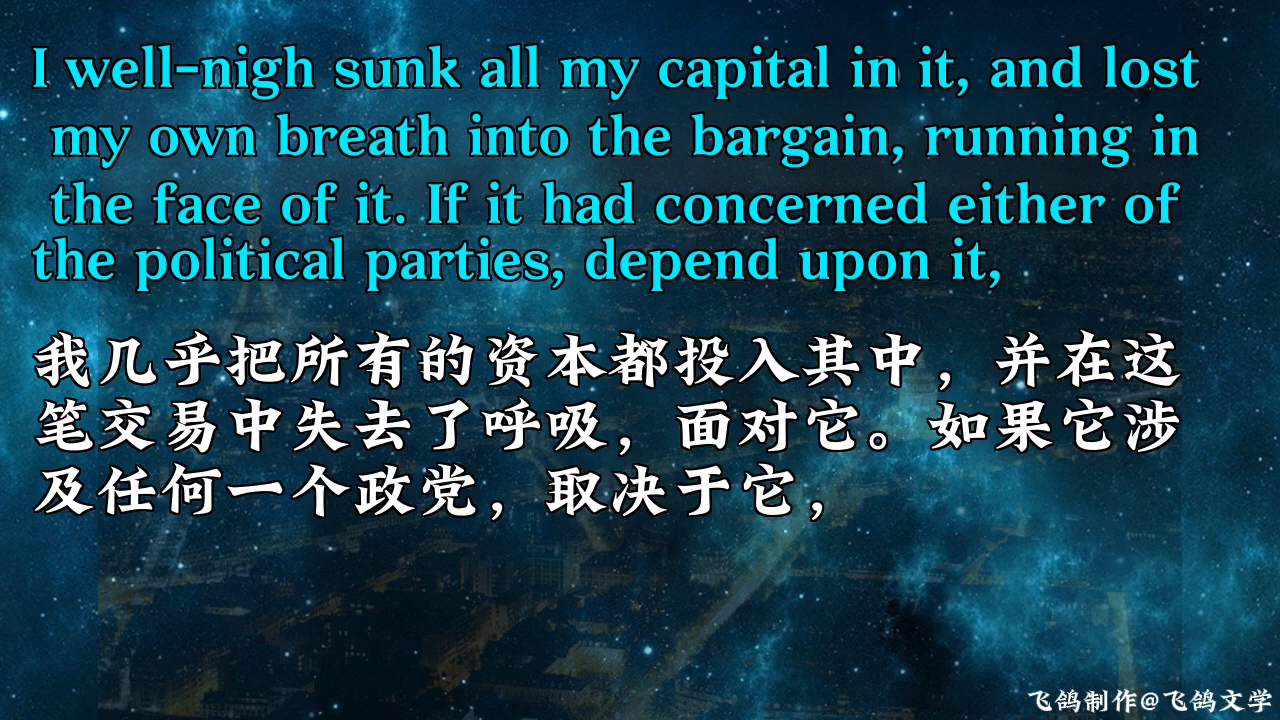 I well-nigh sunk all my capital in it, and lost
my own breath into the bargain, running in
the face of it. If it had concerned either of
the political parties, depend upon it,
我几乎把所有的资本都投入其中，并在这
笔交易中失去了呼吸，面对它。如果它涉
及任何一个政党，取决于它，
飞鸽制作@飞鸽文学